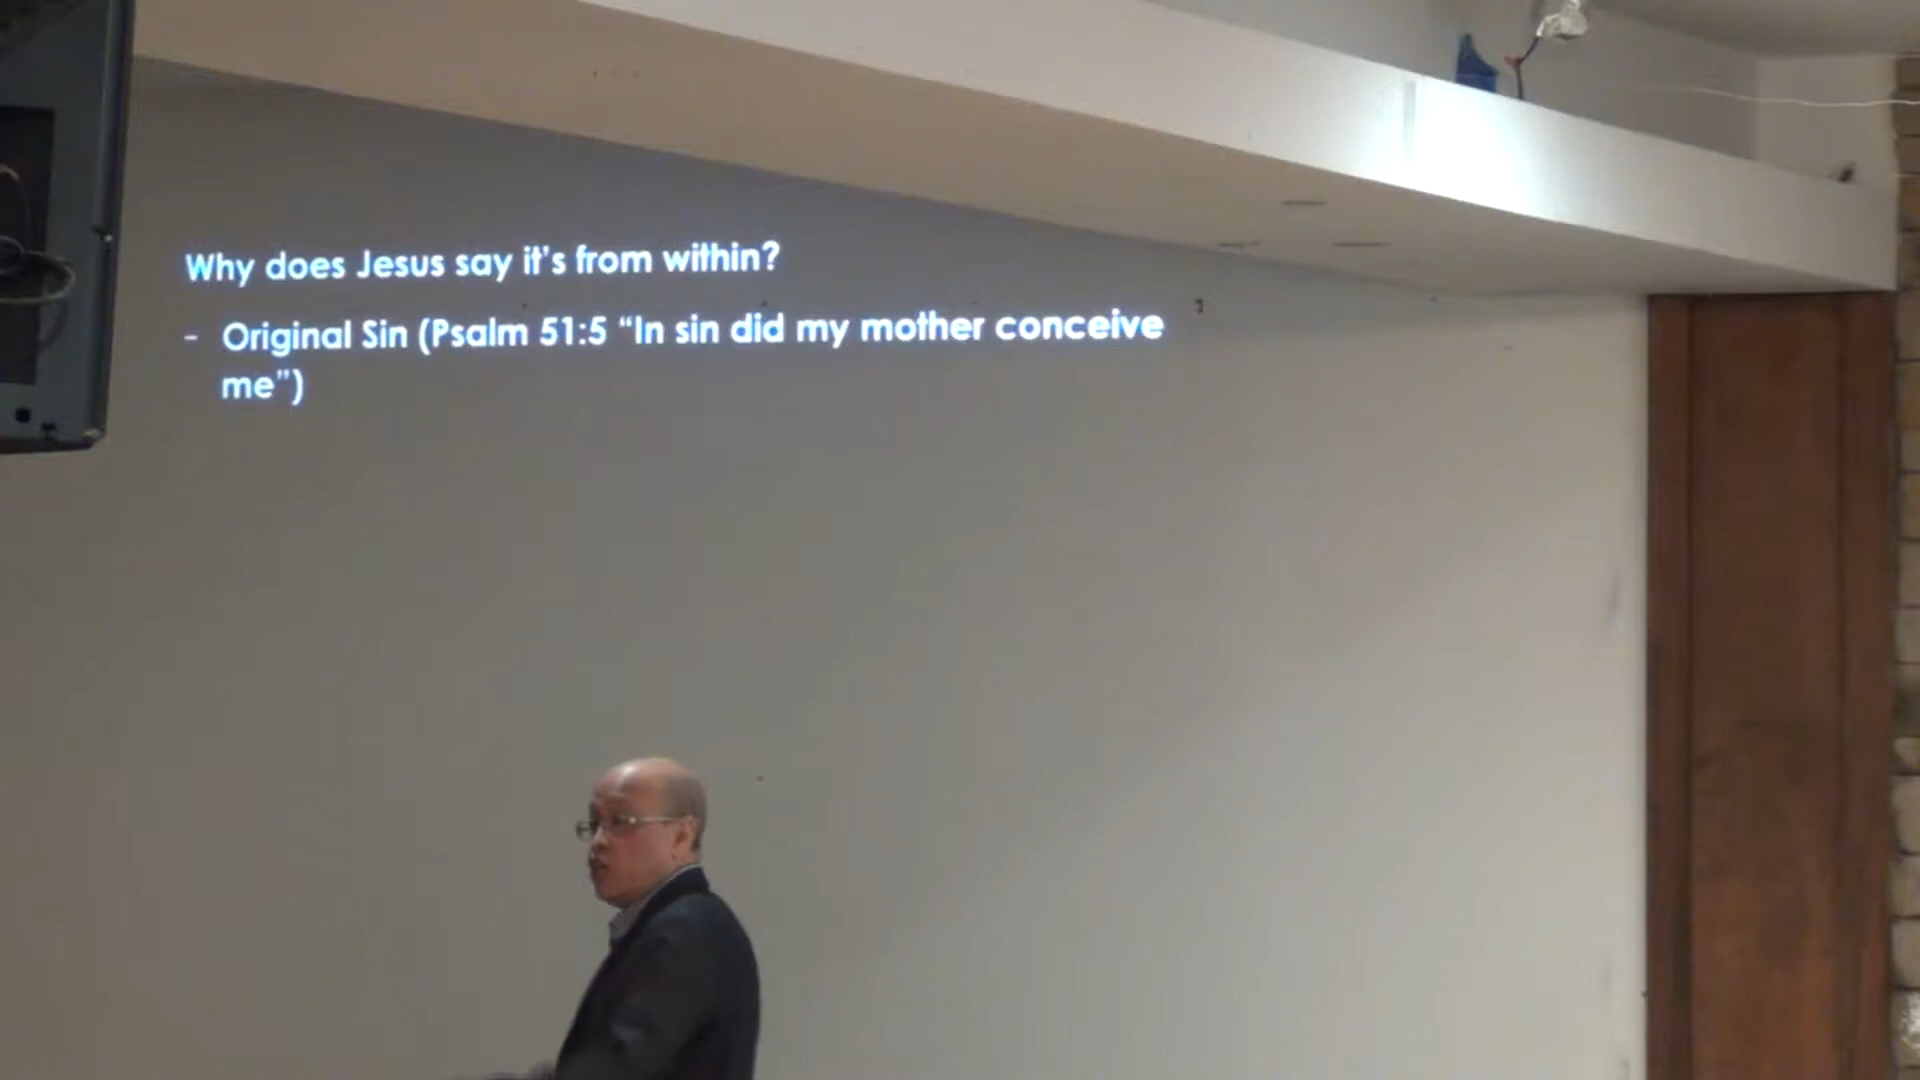 Why does Jesus say it's from within?
- Original Sin (Psalm 51:5 “In sin did my mother conceive
me”)